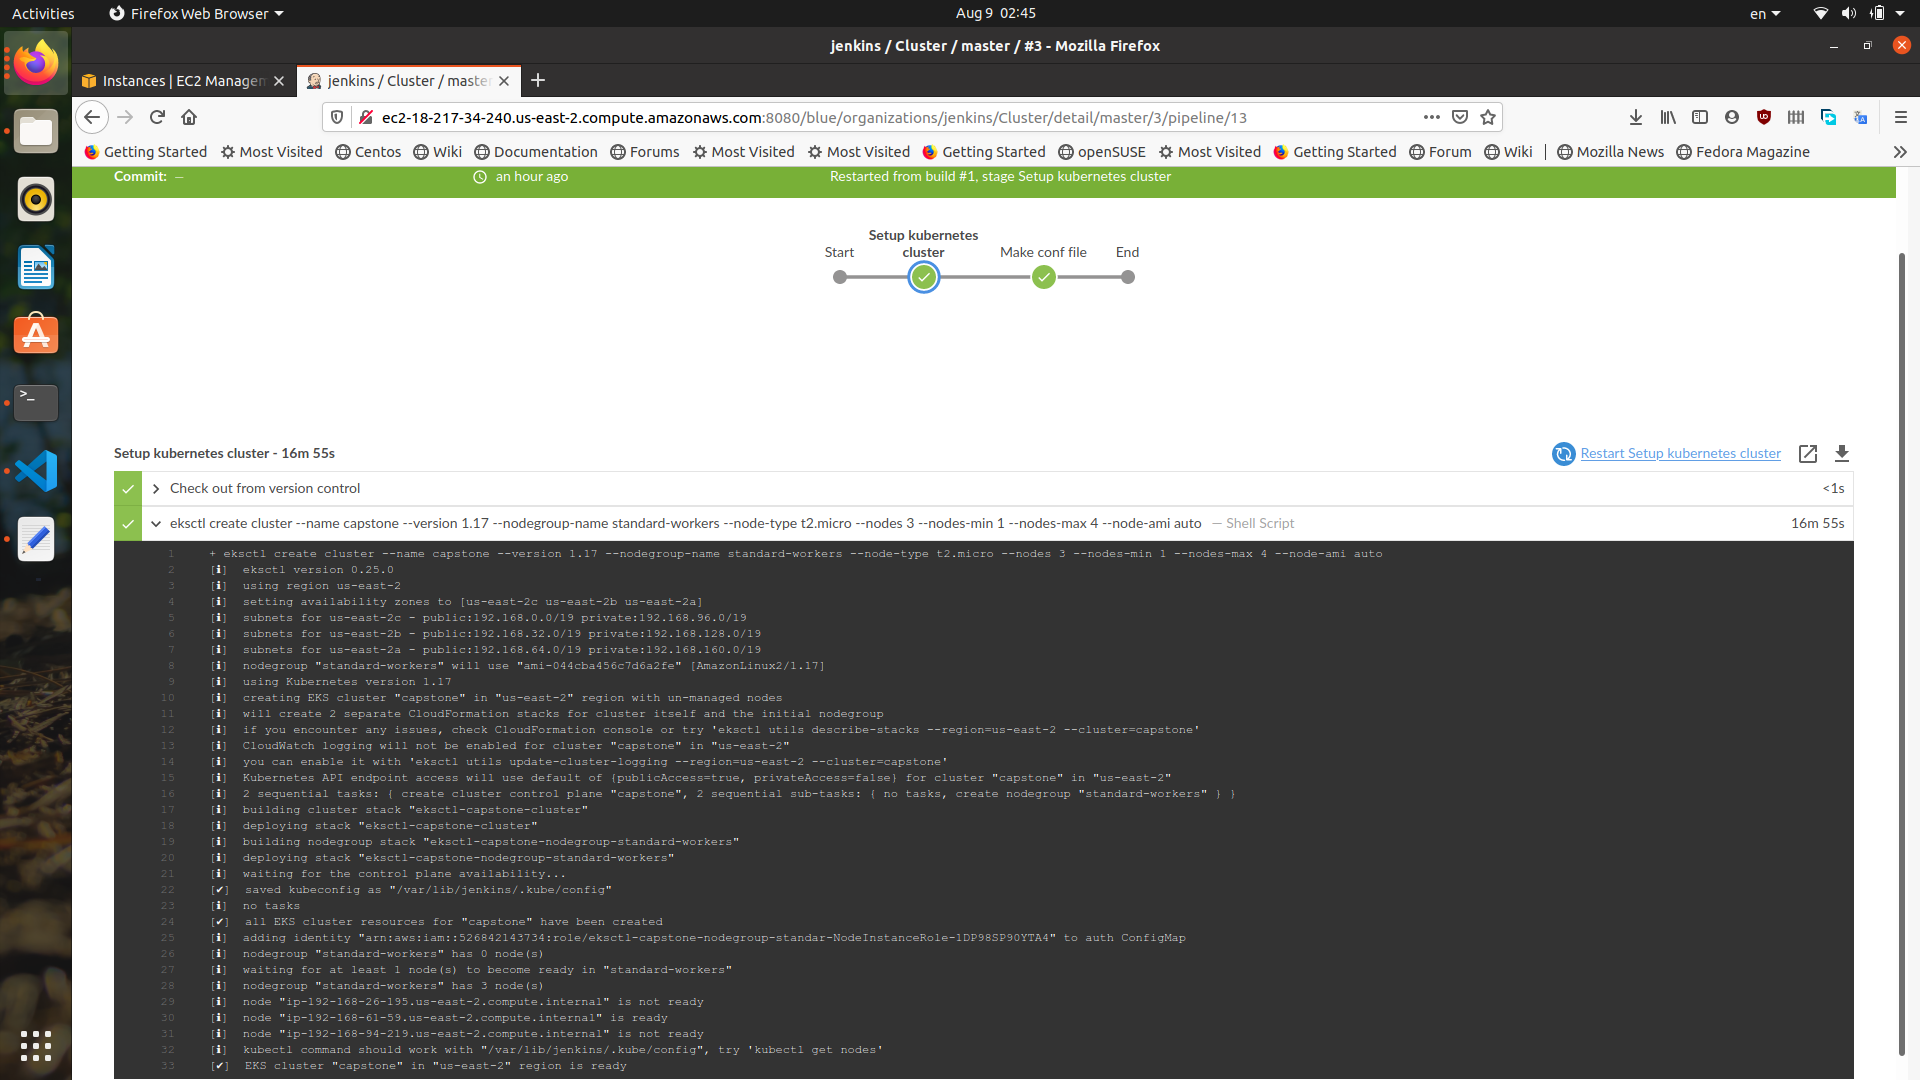 Activities Firefox Web Browser Aug 9 02:45 en
jenkins / Cluster / master / #3 - Mozilla Firefox
Instances | EC2 Managem jenkins / Cluster / master
ec2-18-217-34-240.us-east-2.compute.amazonaws.com:8080/blue/organizations/jenkins/Cluster/detail/master/3/pipeline/13
Getting Started Most Visited Centos Wiki Documentation Forums Most Visited Most Visited Getting Started openSUSE Most Visited Getting Started Forum Wiki Mozilla News Fedora Magazine
Commit: — an hour ago Restarted from build #1, stage Setup kubernetes cluster
Setup kubernetes
Start cluster Make conf file End
Setup kubernetes cluster - 16m 55s Restart Setup kubernetes cluster
Check out from version control <1s
eksctl create cluster --name capstone --version 1.17 --nodegroup-name standard-workers --node-type t2.micro --nodes 3 --nodes-min 1 --nodes-max 4 --node-ami auto — Shell Script 16m 55s
1 + eksctl create cluster --name capstone --version 1.17 --nodegroup-name standard-workers --node-type t2.micro --nodes 3 --nodes-min 1 --nodes-max 4 --node-ami auto
2 [ℹ] eksctl version 0.25.0
3 [ℹ] using region us-east-2
4 [ℹ] setting availability zones to [us-east-2c us-east-2b us-east-2a]
5 [ℹ] subnets for us-east-2c - public:192.168.0.0/19 private:192.168.96.0/19
6 [ℹ] subnets for us-east-2b - public:192.168.32.0/19 private:192.168.128.0/19
7 [ℹ] subnets for us-east-2a - public:192.168.64.0/19 private:192.168.160.0/19
8 [ℹ] nodegroup "standard-workers" will use "ami-044cba456c7d6a2fe" [AmazonLinux2/1.17]
9 [ℹ] using Kubernetes version 1.17
10 [ℹ] creating EKS cluster "capstone" in "us-east-2" region with un-managed nodes
11 [ℹ] will create 2 separate CloudFormation stacks for cluster itself and the initial nodegroup
12 [ℹ] if you encounter any issues, check CloudFormation console or try 'eksctl utils describe-stacks --region=us-east-2 --cluster=capstone'
13 [ℹ] CloudWatch logging will not be enabled for cluster "capstone" in "us-east-2"
14 [ℹ] you can enable it with 'eksctl utils update-cluster-logging --region=us-east-2 --cluster=capstone'
15 [ℹ] Kubernetes API endpoint access will use default of {publicAccess=true, privateAccess=false} for cluster "capstone" in "us-east-2"
16 [ℹ] 2 sequential tasks: { create cluster control plane "capstone", 2 sequential sub-tasks: { no tasks, create nodegroup "standard-workers" } }
17 [ℹ] building cluster stack "eksctl-capstone-cluster"
18 [ℹ] deploying stack "eksctl-capstone-cluster"
19 [ℹ] building nodegroup stack "eksctl-capstone-nodegroup-standard-workers"
20 [ℹ] deploying stack "eksctl-capstone-nodegroup-standard-workers"
21 [ℹ] waiting for the control plane availability...
22 [✔] saved kubeconfig as "/var/lib/jenkins/.kube/config"
23 [ℹ] no tasks
24 [✔] all EKS cluster resources for "capstone" have been created
25 [ℹ] adding identity "arn:aws:iam::526842143734:role/eksctl-capstone-nodegroup-standar-NodeInstanceRole-1DP98SP90YTA4" to auth ConfigMap
26 [ℹ] nodegroup "standard-workers" has 0 node(s)
27 [ℹ] waiting for at least 1 node(s) to become ready in "standard-workers"
28 [ℹ] nodegroup "standard-workers" has 3 node(s)
29 [ℹ] node "ip-192-168-26-195.us-east-2.compute.internal" is not ready
30 [ℹ] node "ip-192-168-61-59.us-east-2.compute.internal" is ready
31 [ℹ] node "ip-192-168-94-219.us-east-2.compute.internal" is not ready
32 [ℹ] kubectl command should work with "/var/lib/jenkins/.kube/config", try 'kubectl get nodes'
33 [✔] EKS cluster "capstone" in "us-east-2" region is ready